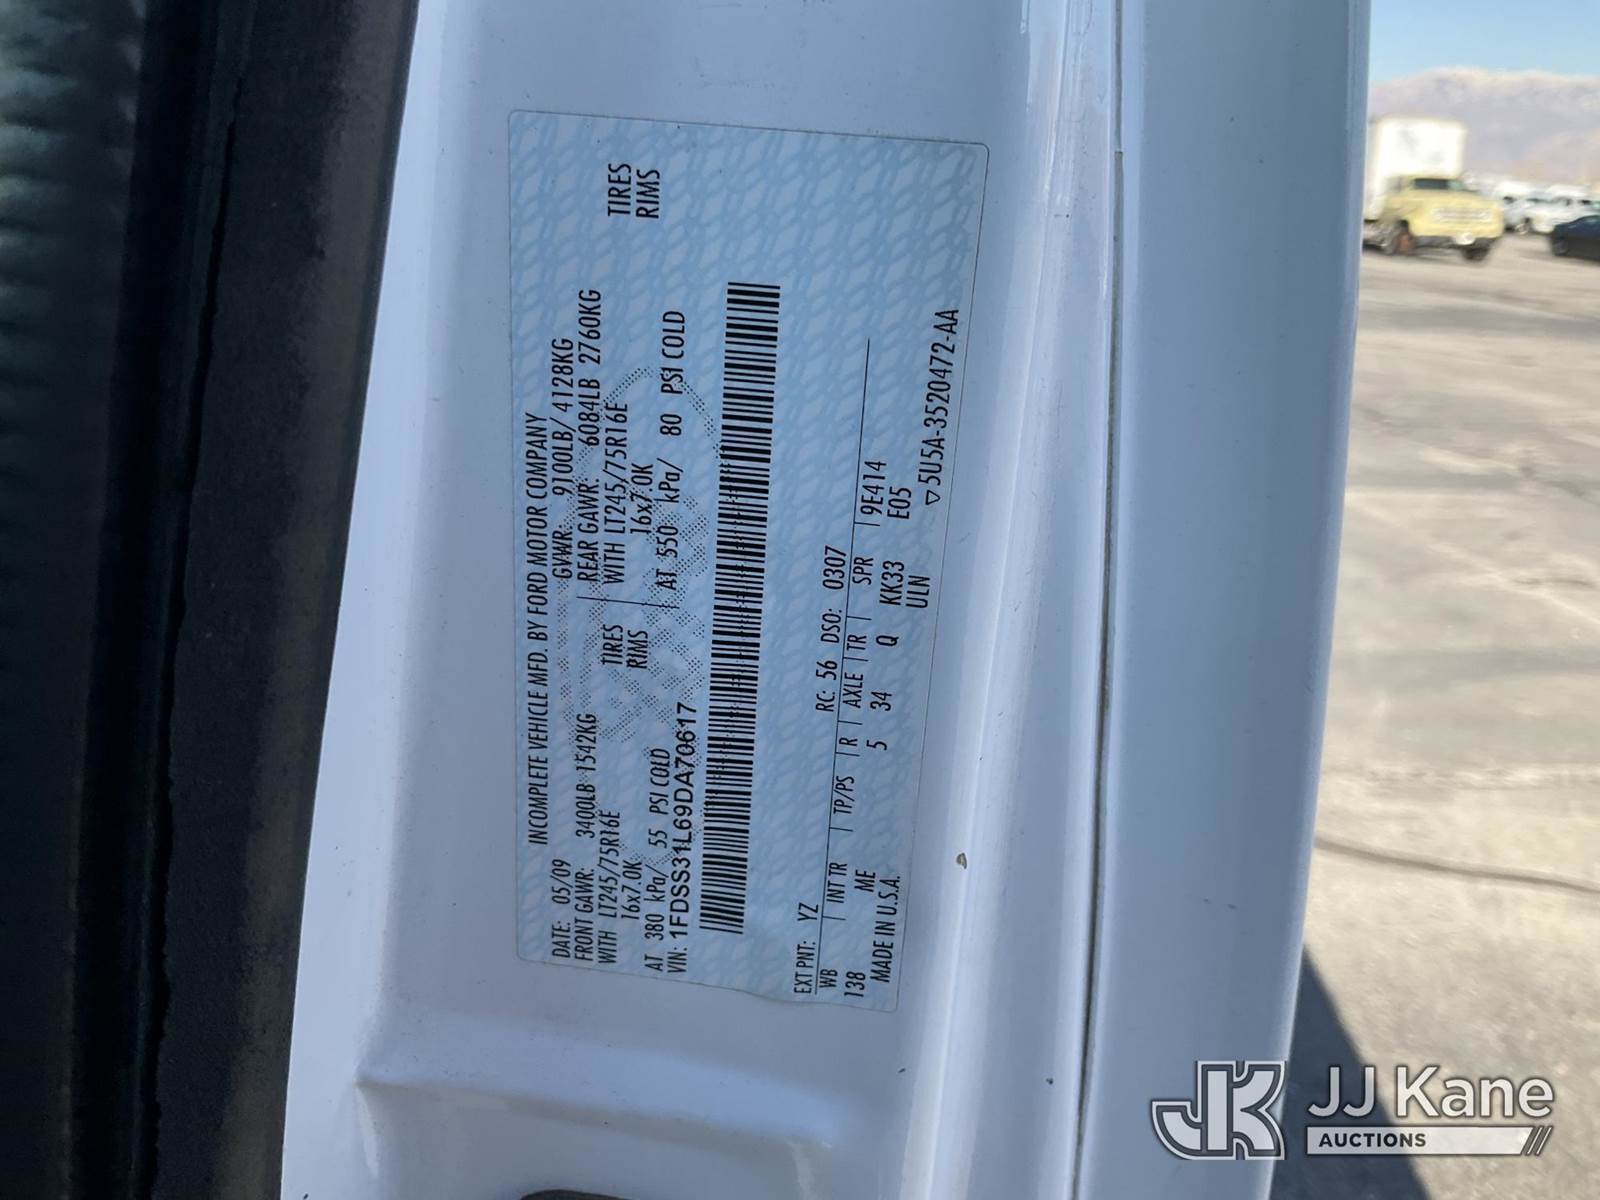 INCOMPLETE VEHICLE MFD. BY FORD MOTOR COMPANY
DATE: 05/09 GVWR: 9100LB/ 4128KG
FRONT GAWR: 3400LB 1542KG REAR GAWR: 6084LB 2760KG
WITH LT245/75R16E TIRES WITH LT245/75R16E TIRES
16x7.0K RIMS 16x7.0K RIMS
AT 380 kPa/ 55 PSI COLD AT 550 kPa/ 80 PSI COLD
VIN: 1FDSS31L69DA70617
EXT PNT: YZ RC: 56 DSO: 0307
WB INT TR TP/PS R AXLE TR SPR 9E414
138 ME 5 34 Q KK33 E05
MADE IN U.S.A. ULN
▽5U5A-3520472-AA
JK JJ Kane
AUCTIONS